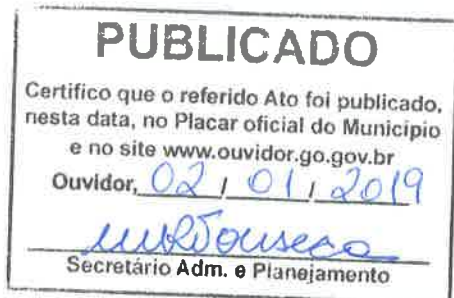 PUBLICADO
Certifico que o referido Ato foi publicado,
nesta data, no Placar oficial do Município
e no site www.ouvidor.go.gov.br
Ouvidor, 02 / 01 / 2019
Secretário Adm. e Planejamento